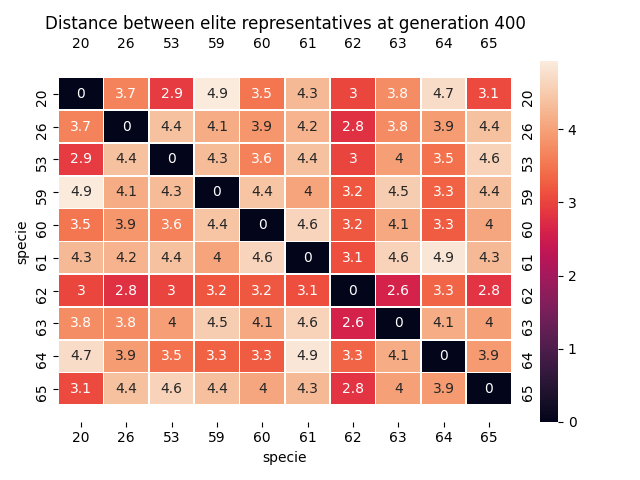 Distance between elite representatives at generation 400
20 26 53 59 60 61 62 63 64 65
20 0 3.7 2.9 4.9 3.5 4.3 3 3.8 4.7 3.1 20
26 3.7 0 4.4 4.1 3.9 4.2 2.8 3.8 3.9 4.4 26
53 2.9 4.4 0 4.3 3.6 4.4 3 4 3.5 4.6 53
59 4.9 4.1 4.3 0 4.4 4 3.2 4.5 3.3 4.4 59
60 3.5 3.9 3.6 4.4 0 4.6 3.2 4.1 3.3 4 60
61 4.3 4.2 4.4 4 4.6 0 3.1 4.6 4.9 4.3 61
62 3 2.8 3 3.2 3.2 3.1 0 2.6 3.3 2.8 62
63 3.8 3.8 4 4.5 4.1 4.6 2.6 0 4.1 4 63
64 4.7 3.9 3.5 3.3 3.3 4.9 3.3 4.1 0 3.9 64
65 3.1 4.4 4.6 4.4 4 4.3 2.8 4 3.9 0 65
20 26 53 59 60 61 62 63 64 65
specie
specie
4
3
2
1
0